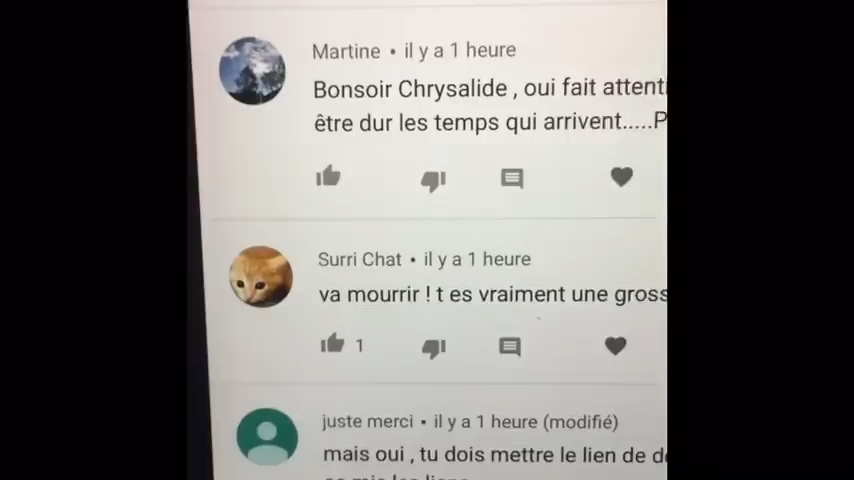 Martine • il y a 1 heure
Bonsoir Chrysalide , oui fait attenti
être dur les temps qui arrivent.....P
Surri Chat • il y a 1 heure
va mourrir ! t es vraiment une gross
1
juste merci • il y a 1 heure (modifié)
mais oui , tu dois mettre le lien de d